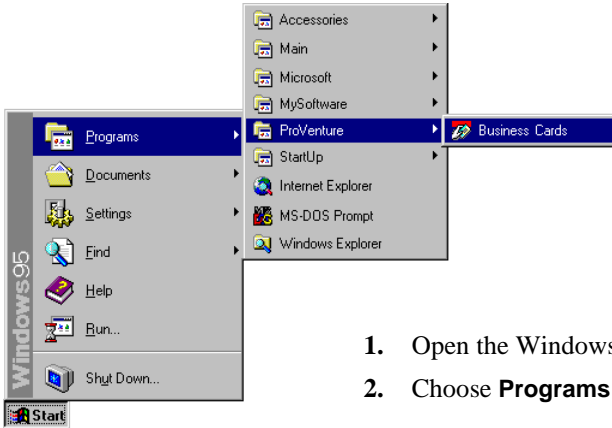 Accessories
Main
Microsoft
MySoftware
ProVenture
StartUp
Internet Explorer
MS-DOS Prompt
Windows Explorer
Business Cards
Programs
Documents
Settings
Find
Help
Run...
Shut Down...
Windows95
Start
1. Open the Windows
2. Choose Programs